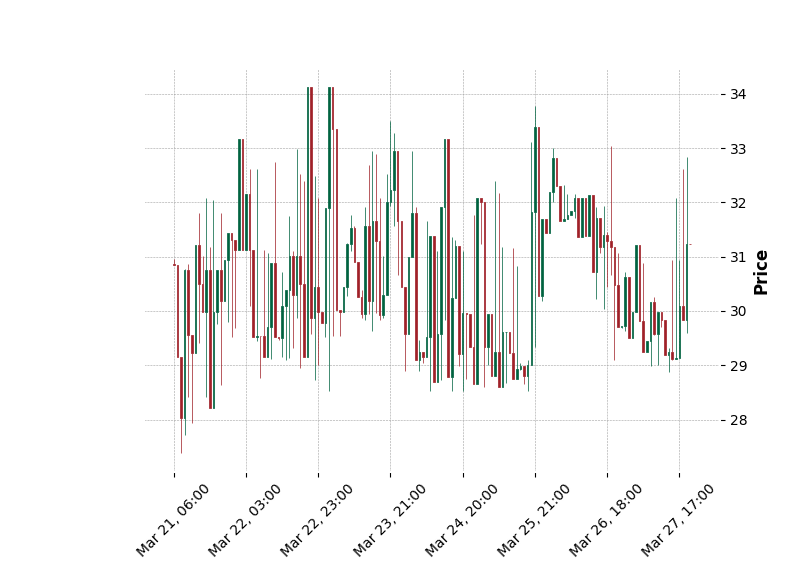 34
33
32
31
30
29
28
Price
Mar 21, 06:00
Mar 22, 03:00
Mar 22, 23:00
Mar 23, 21:00
Mar 24, 20:00
Mar 25, 21:00
Mar 26, 18:00
Mar 27, 17:00